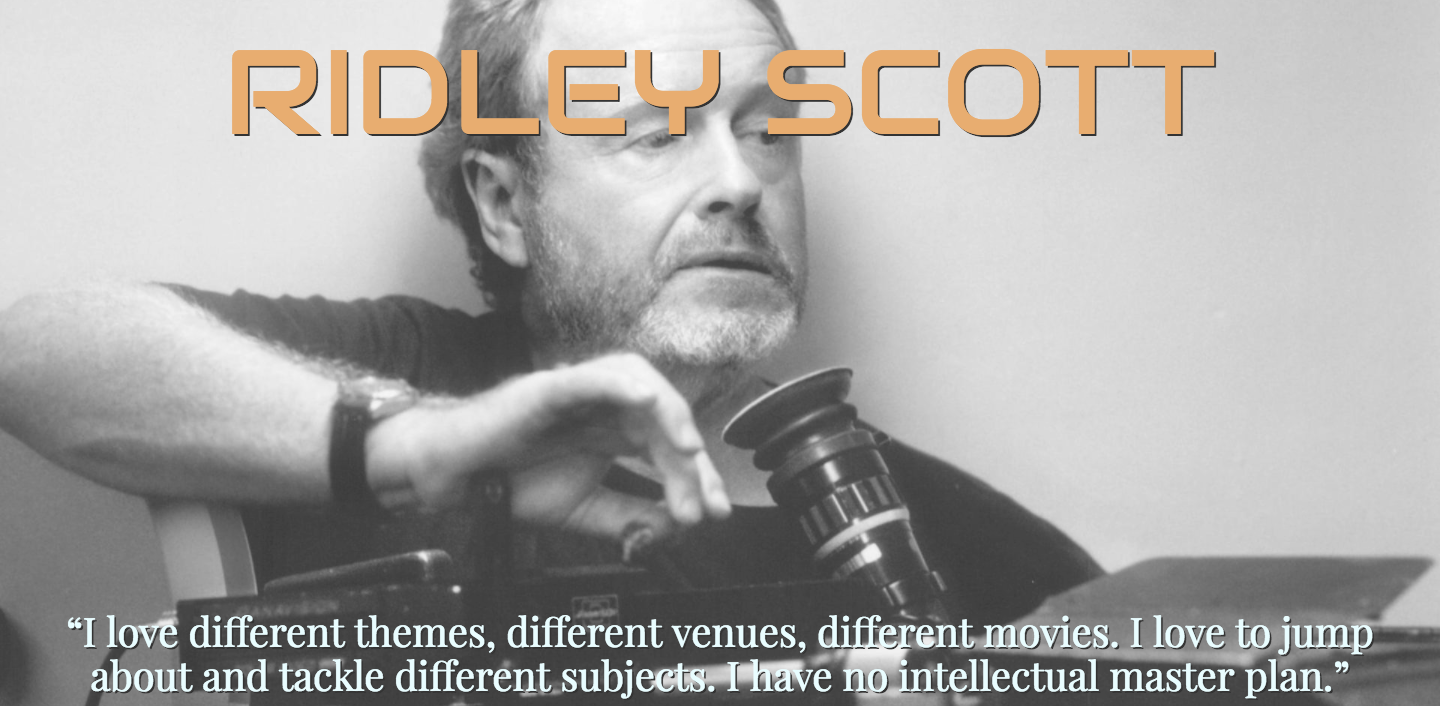 RIDLEY SCOTT
PANAVISION
“I love different themes, different venues, different movies. I love to jump
about and tackle different subjects. I have no intellectual master plan.”